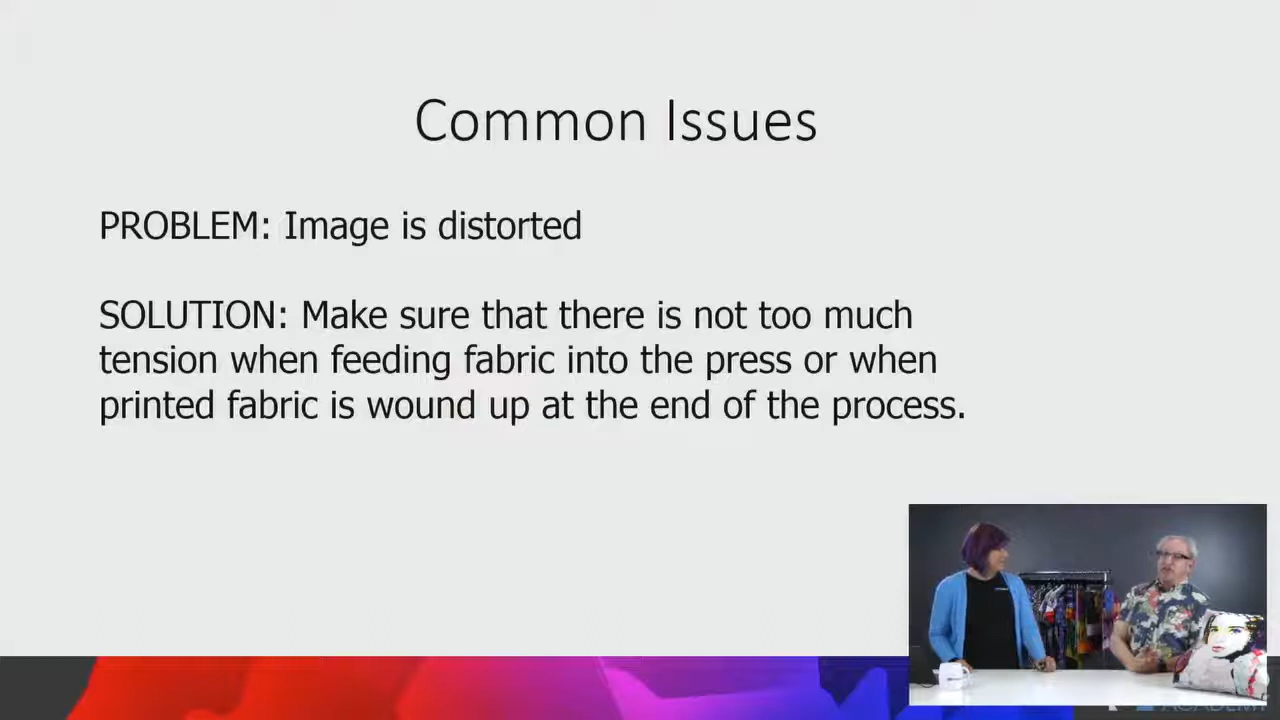 Common Issues
PROBLEM: Image is distorted
SOLUTION: Make sure that there is not too much
tension when feeding fabric into the press or when
printed fabric is wound up at the end of the process.